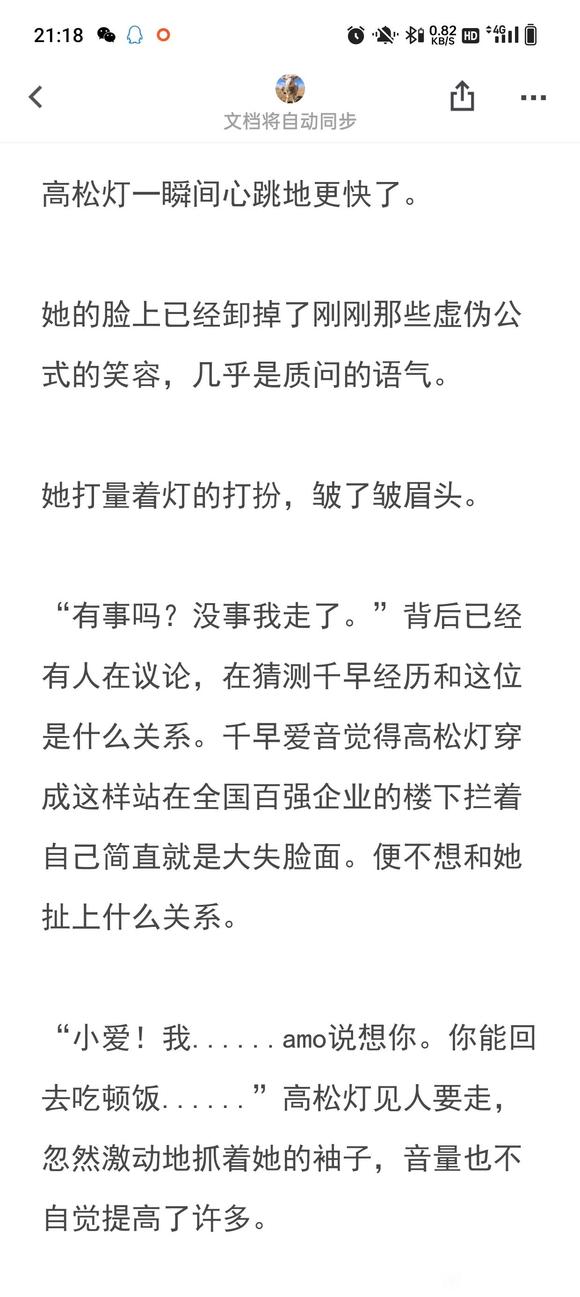 21:18
0.82
KB/S
HD
4G
文档将自动同步
高松灯一瞬间心跳地更快了。
她的脸上已经卸掉了刚刚那些虚伪公
式的笑容，几乎是质问的语气。
她打量着灯的打扮，皱了皱眉头。
“有事吗？没事我走了。”背后已经
有人在议论，在猜测千早经历和这位
是什么关系。千早爱音觉得高松灯穿
成这样站在全国百强企业的楼下拦着
自己简直就是大失脸面。便不想和她
扯上什么关系。
“小爱！我......amo说想你。你能回
去吃顿饭......”高松灯见人要走，
忽然激动地抓着她的袖子，音量也不
自觉提高了许多。